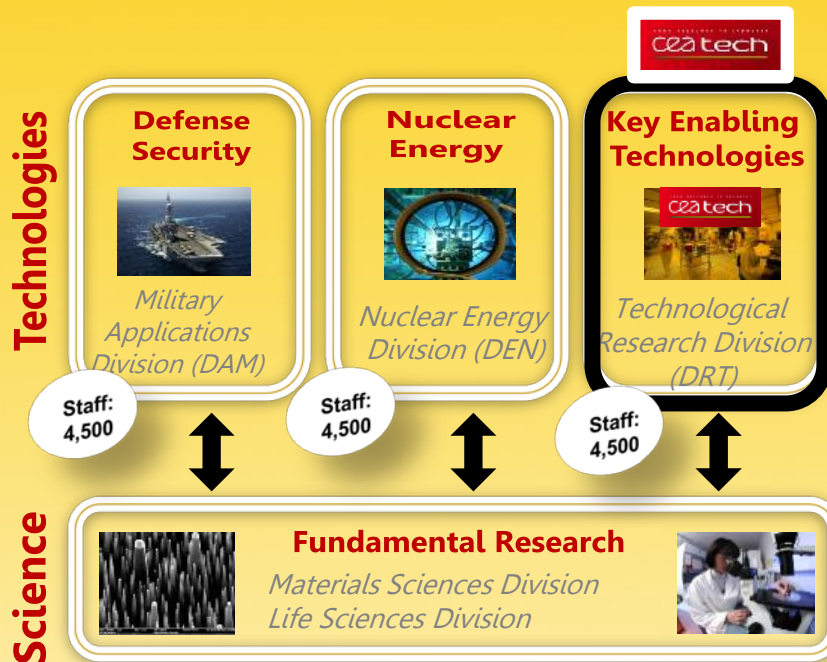 cea tech
Technologies
Defense
Security
Military
Applications
Division (DAM)
Staff:
4,500
Nuclear
Energy
Nuclear Energy
Division (DEN)
Staff:
4,500
Key Enabling
Technologies
cea tech
Technological
Research Division
(DRT)
Staff:
4,500
Science
Fundamental Research
Materials Sciences Division
Life Sciences Division